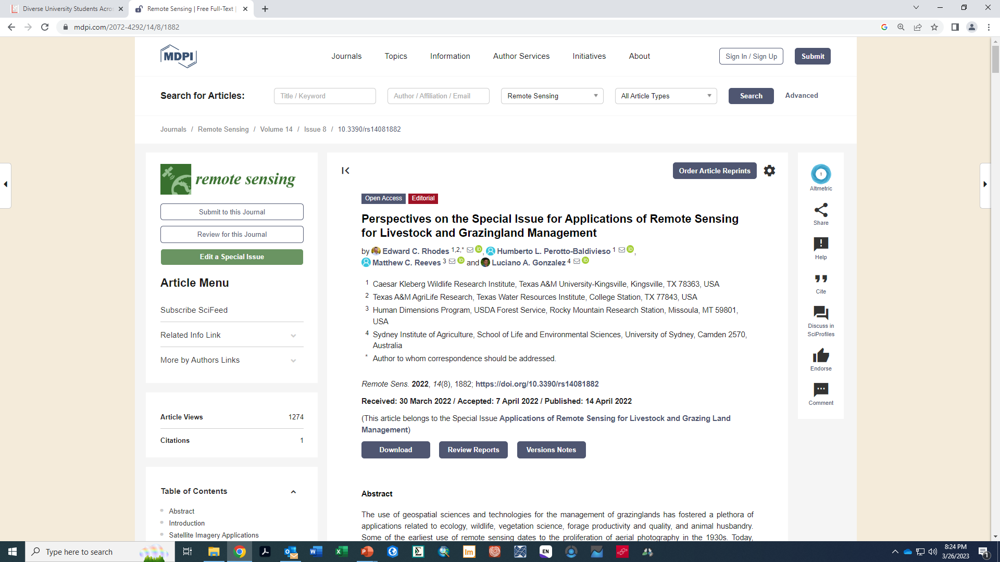 Diverse University Students Acros
Remote Sensing | Free Full-Text |
mdpi.com/2072-4292/14/8/1882
MDPI
Journals Topics Information Author Services Initiatives About
Sign In / Sign Up
Submit
Search for Articles:
Title / Keyword
Author / Affiliation / Email
Remote Sensing
All Article Types
Search
Advanced
Journals / Remote Sensing / Volume 14 / Issue 8 / 10.3390/rs14081882
remote sensing
Submit to this Journal
Review for this Journal
Edit a Special Issue
Article Menu
Subscribe SciFeed
Related Info Link
More by Authors Links
Article Views 1274
Citations 1
Table of Contents
Abstract
Introduction
Satellite Imagery Applications
Order Article Reprints
Open Access Editorial
Perspectives on the Special Issue for Applications of Remote Sensing
for Livestock and Grazingland Management
by Edward C. Rhodes 1,2,* iD, Humberto L. Perotto-Baldivieso 1 iD,
Matthew C. Reeves 3 iD and Luciano A. Gonzalez 4 iD
1 Caesar Kleberg Wildlife Research Institute, Texas A&M University-Kingsville, Kingsville, TX 78363, USA
2 Texas A&M AgriLife Research, Texas Water Resources Institute, College Station, TX 77843, USA
3 Human Dimensions Program, USDA Forest Service, Rocky Mountain Research Station, Missoula, MT 59801,
USA
4 Sydney Institute of Agriculture, School of Life and Environmental Sciences, University of Sydney, Camden 2570,
Australia
* Author to whom correspondence should be addressed.
Remote Sens. 2022, 14(8), 1882; https://doi.org/10.3390/rs14081882
Received: 30 March 2022 / Accepted: 7 April 2022 / Published: 14 April 2022
(This article belongs to the Special Issue Applications of Remote Sensing for Livestock and Grazing Land
Management)
Download
Review Reports
Versions Notes
Abstract
The use of geospatial sciences and technologies for the management of grazinglands has fostered a plethora of
applications related to ecology, wildlife, vegetation science, forage productivity and quality, and animal husbandry.
Some of the earliest use of remote sensing dates to the proliferation of aerial photography in the 1930s. Today,
1
Altmetric
Share
Help
Cite
Discuss in
SciProfiles
Endorse
Comment
Type here to search
Im
EN
8:24 PM
3/26/2023
1